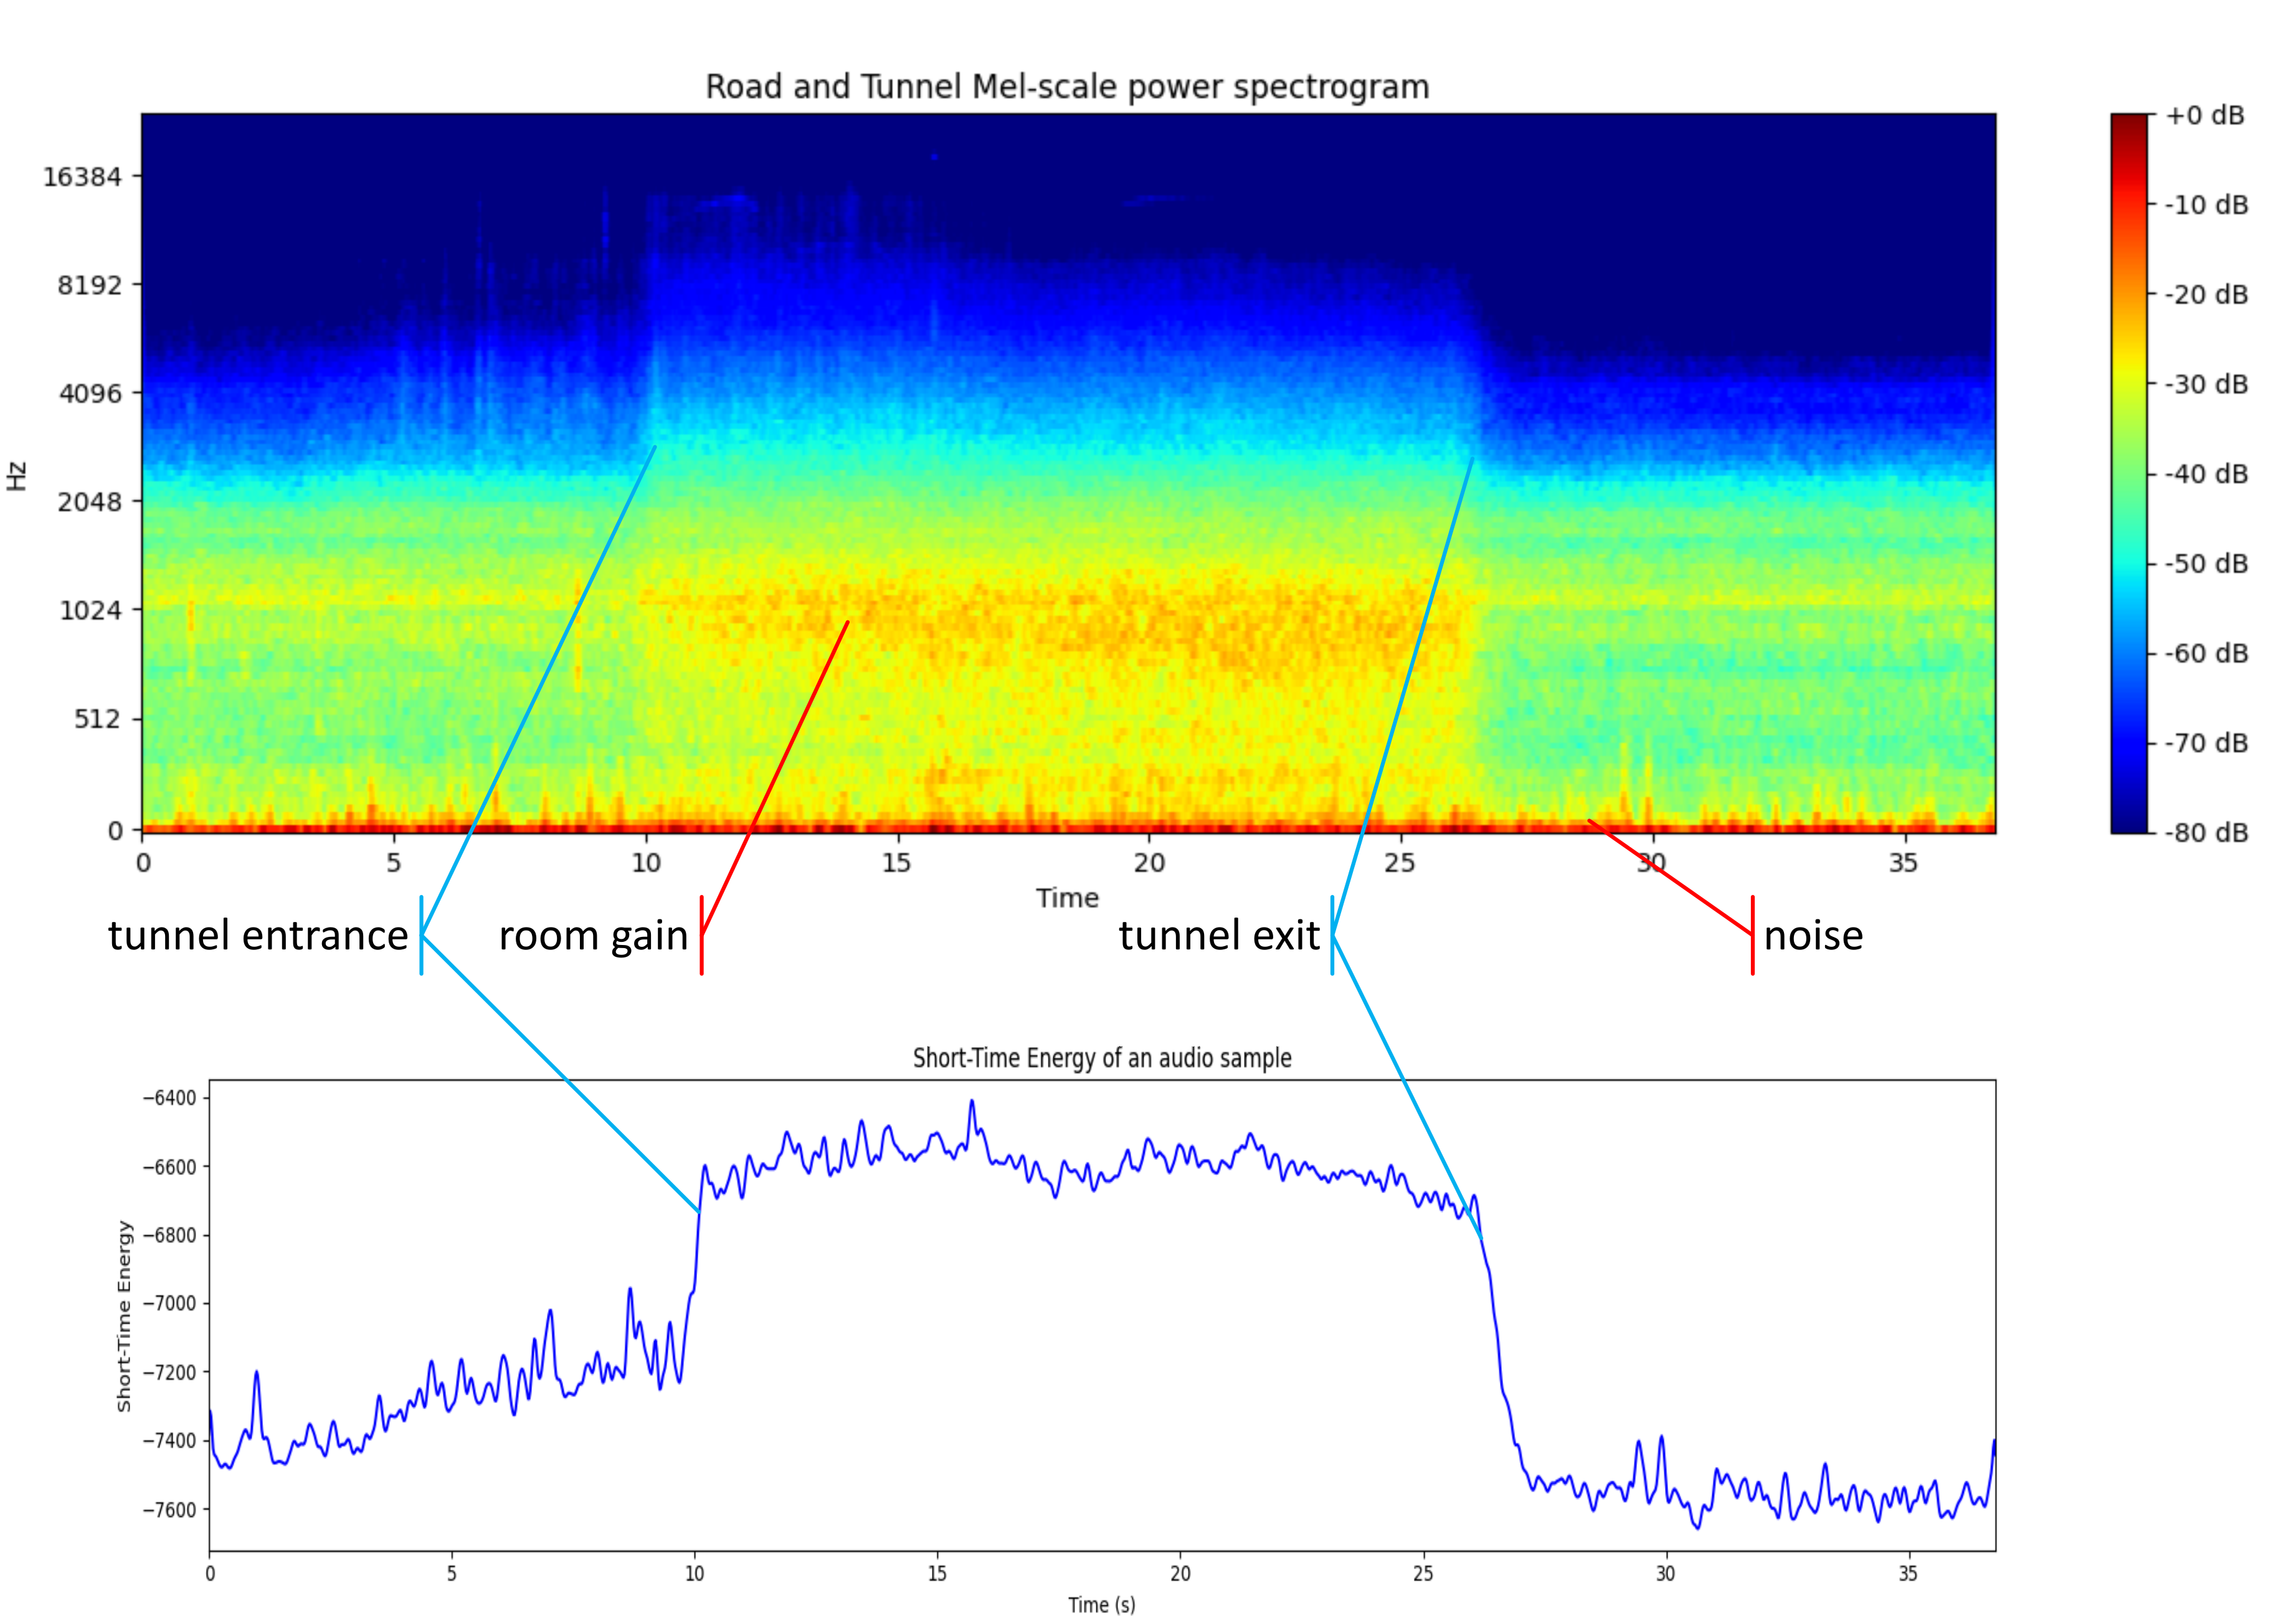 Road and Tunnel Mel-scale power spectrogram
+0 dB
16384
-10 dB
-20 dB
8192
-30 dB
4096
Hz
-40 dB
2048
-50 dB
1024
-60 dB
512
-70 dB
0
-80 dB
0 5 10 15 20 25 30 35
Time
tunnel entrance room gain tunnel exit noise
Short-Time Energy of an audio sample
−6400
−6600
−6800
Short-Time Energy
−7000
−7200
−7400
−7600
0 5 10 15 20 25 30 35
Time (s)